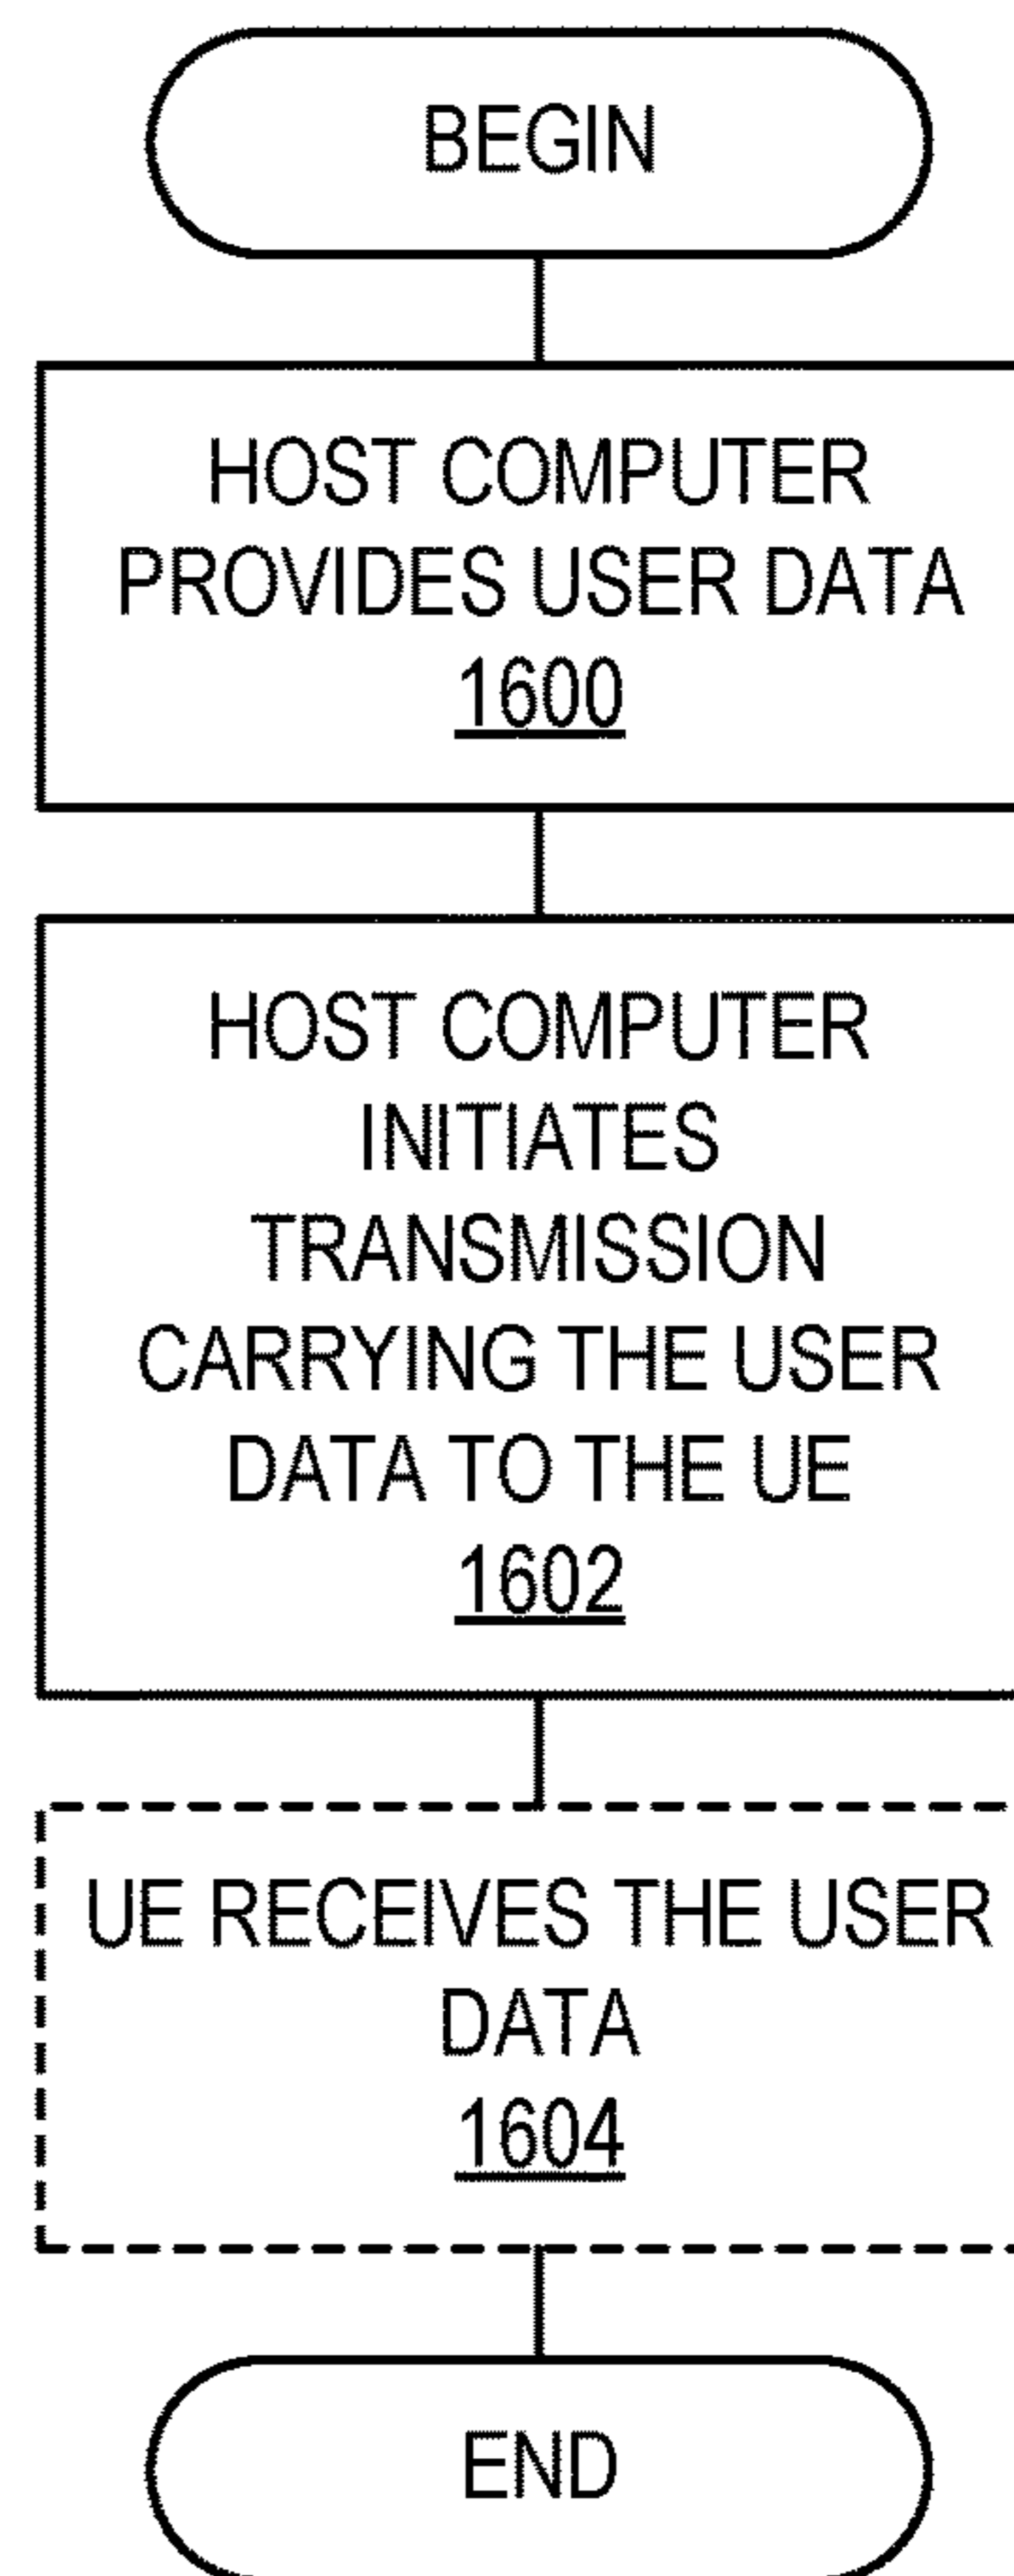 BEGIN
HOST COMPUTER
PROVIDES USER DATA
1600
HOST COMPUTER
INITIATES
TRANSMISSION
CARRYING THE USER
DATA TO THE UE
1602
UE RECEIVES THE USER
DATA
1604
END